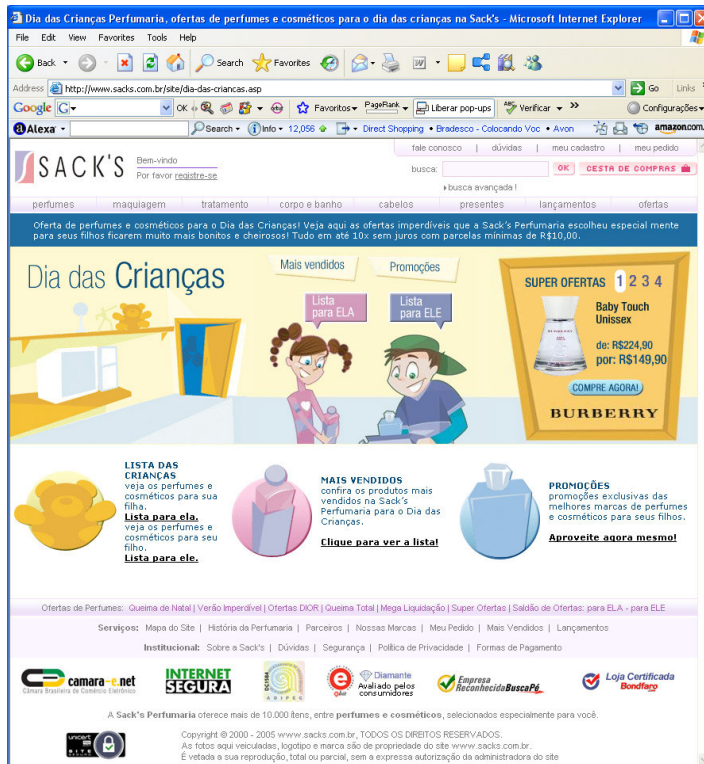 Dia das Crianças Perfumaria, ofertas de perfumes e cosméticos para o dia das crianças na Sack's - Microsoft Internet Explorer
File Edit View Favorites Tools Help
Back Search Favorites
Address http://www.sacks.com.br/site/dia-das-criancas.asp Go Links
Google G OK Favoritos PageRank Liberar pop-ups Verificar Configurações
Alexa Search Info 12,056 Direct Shopping • Bradesco - Colocando Voc • Avon amazon.com.
fale conosco | dúvidas | meu cadastro | meu pedido
SACK'S Bem-vindo
Por favor registre-se
busca: OK CESTA DE COMPRAS
busca avançada !
perfumes maquiagem tratamento corpo e banho cabelos presentes lançamentos ofertas
Oferta de perfumes e cosméticos para o Dia das Crianças! Veja aqui as ofertas imperdíveis que a Sack's Perfumaria escolheu especial mente
para seus filhos ficarem muito mais bonitos e cheirosos! Tudo em até 10x sem juros com parcelas mínimas de R$10,00.
Dia das Crianças
Mais vendidos Promoções
Lista
para ELA
Lista
para ELE
SUPER OFERTAS 1 2 3 4
Baby Touch
Unissex
de: R$224,90
por: R$149,90
COMPRE AGORA!
BURBERRY
LISTA DAS
CRIANÇAS
veja os perfumes e
cosméticos para sua
filha.
Lista para ela.
veja os perfumes e
cosméticos para seu
filho.
Lista para ele.
MAIS VENDIDOS
confira os produtos mais
vendidos na Sack's
Perfumaria para o Dia das
Crianças.
Clique para ver a lista!
PROMOÇÕES
promoções exclusivas das
melhores marcas de perfumes
e cosméticos para seus filhos.
Aproveite agora mesmo!
Ofertas de Perfumes: Queima de Natal | Verão Imperdível | Ofertas DIOR | Queima Total | Mega Liquidação | Super Ofertas | Saldão de Ofertas: para ELA - para ELE
Serviços: Mapa do Site | História da Perfumaria | Parceiros | Nossas Marcas | Meu Pedido | Mais Vendidos | Lançamentos
Institucional: Sobre a Sack's | Dúvidas | Segurança | Política de Privacidade | Formas de Pagamento
camara-e.net
Câmara Brasileira de Comércio Eletrônico
INTERNET
SEGURA
ADIPEC
e
Diamante
Avaliado pelos
consumidores
Empresa
ReconhecidaBuscaPé
Loja Certificada
Bondfaro
A Sack's Perfumaria oferece mais de 10.000 itens, entre perfumes e cosméticos, selecionados especialmente para você.
unicert
SITE
Copyright © 2000 - 2005 www.sacks.com.br, TODOS OS DIREITOS RESERVADOS.
As fotos aqui veiculadas, logotipo e marca são de propriedade do site www.sacks.com.br.
É vetada a sua reprodução, total ou parcial, sem a expressa autorização da administradora do site